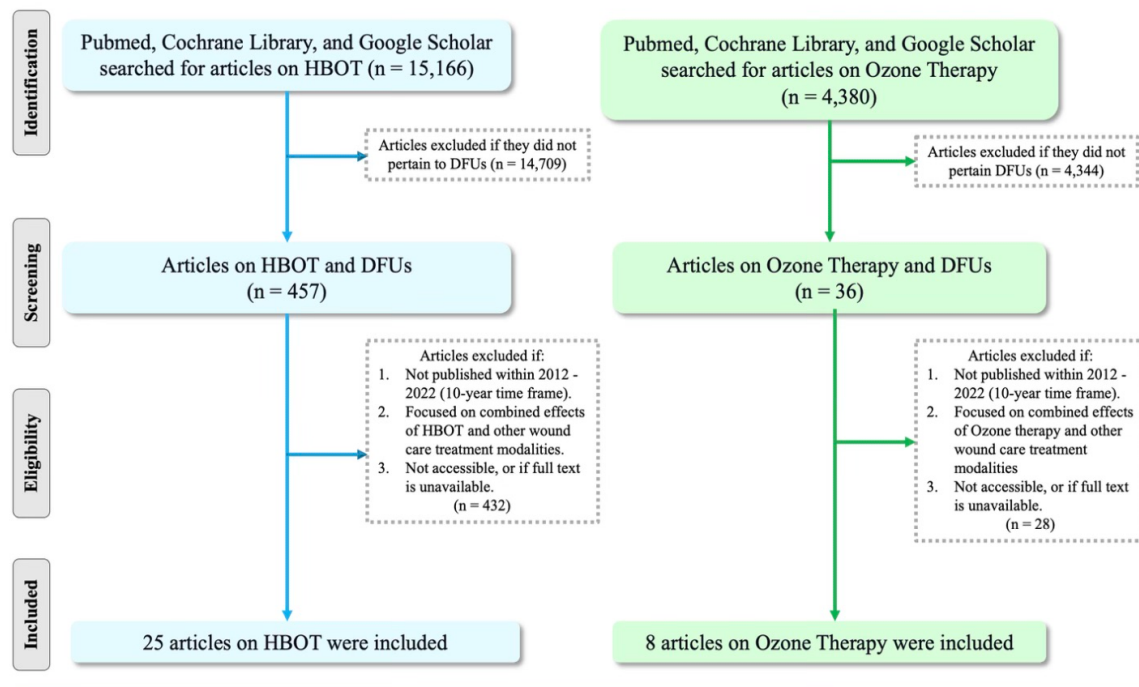 Identification
Pubmed, Cochrane Library, and Google Scholar
searched for articles on HBOT (n = 15,166)
Pubmed, Cochrane Library, and Google Scholar
searched for articles on Ozone Therapy
(n = 4,380)
Articles excluded if they did not
pertain to DFUs (n = 14,709)
Articles excluded if they did not
pertain DFUs (n = 4,344)
Screening
Articles on HBOT and DFUs
(n = 457)
Articles on Ozone Therapy and DFUs
(n = 36)
Eligibility
Articles excluded if:
1. Not published within 2012 -
2022 (10-year time frame).
2. Focused on combined effects
of HBOT and other wound
care treatment modalities.
3. Not accessible, or if full text
is unavailable.
(n = 432)
Articles excluded if:
1. Not published within 2012 -
2022 (10-year time frame).
2. Focused on combined effects
of Ozone therapy and other
wound care treatment
modalities
3. Not accessible, or if full text
is unavailable.
(n = 28)
Included
25 articles on HBOT were included
8 articles on Ozone Therapy were included